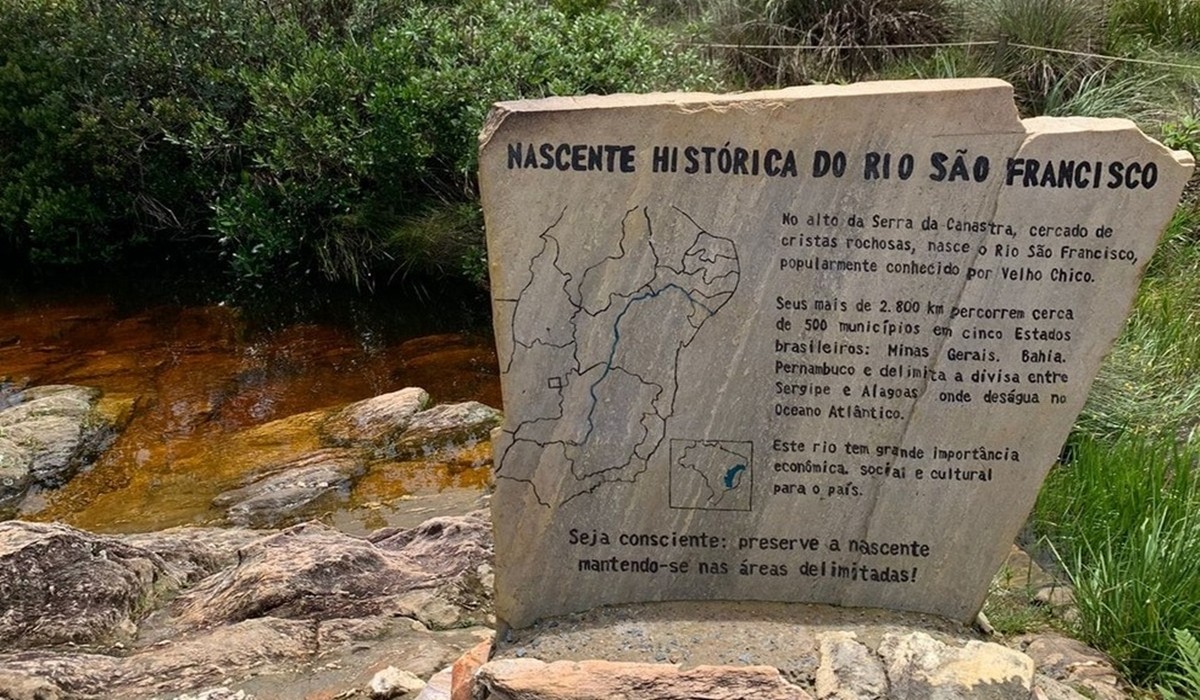 NASCENTE HISTÓRICA DO RIO SÃO FRANCISCO
No alto da Serra da Canastra, cercado de
cristas rochosas, nasce o Rio São Francisco,
popularmente conhecido por Velho Chico.
Seus mais de 2.800 km percorrem cerca
de 500 municípios em cinco Estados
brasileiros: Minas Gerais. Bahia.
Pernambuco e delimita a divisa entre
Sergipe e Alagoas onde deságua no
Oceano Atlântico.
Este rio tem grande importância
econômica. social e cultural
para o país.
Seja consciente: preserve a nascente
mantendo-se nas áreas delimitadas!